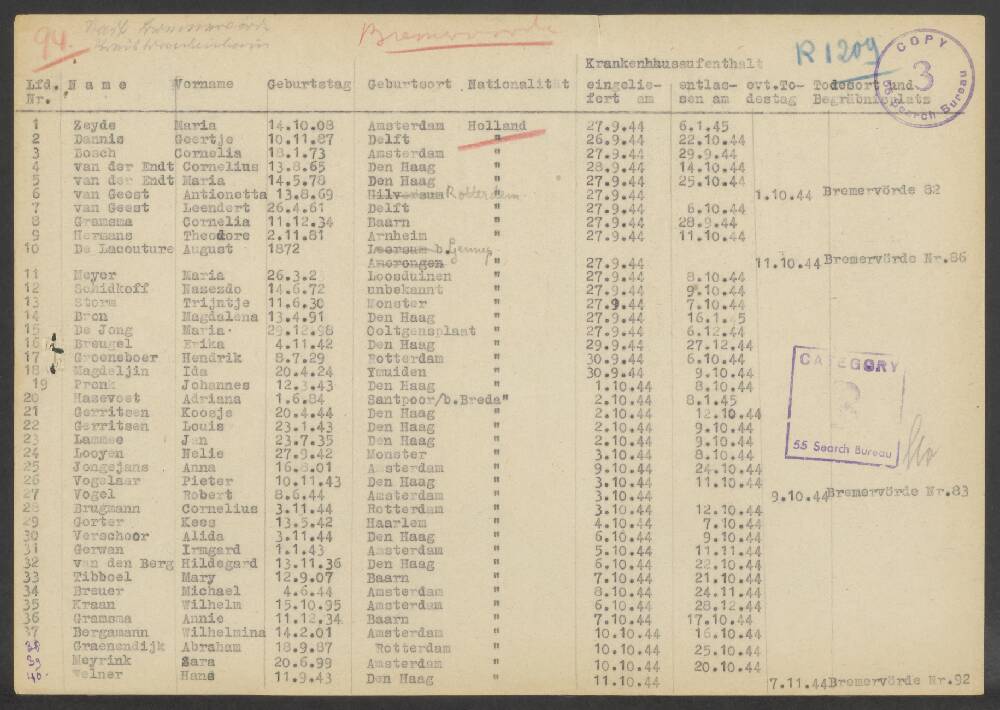 94.
Bremervörde
R 1209
COPY 3 Search Bureau
Krankenhhusaufenthalt
Lfd. Name Vorname Geburtstag Geburtsort Nationalität eingelie- entlas- evt.To- Todesort und
Nr. fert am sen am destag Begräbnisplatz
1 Zeyde Maria 14.10.08 Amsterdam Holland 27.9.44 6.1.45
2 Dannis Geertje 10.11.87 Delft " 26.9.44 22.10.44
3 Bosch Cornelia 18.1.73 Amsterdam " 27.9.44 29.9.44
4 van der Endt Cornelius 13.8.65 Den Haag " 28.9.44 14.10.44
5 van der Endt Maria 14.5.78 Den Haag " 27.9.44 25.10.44
6 van Geest Antionetta 13.8.69 Hilversum Rotterdam " 27.9.44 1.10.44 Bremervörde 82
7 van Geest Leendert 26.4.61 Delft " 27.9.44 6.10.44
8 Gramsma Cornelia 11.12.34 Baarn " 27.9.44 28.9.44
9 Hermans Theodore 2.11.81 Arnheim " 27.9.44 11.10.44
10 De Lacouture August 1872 Leersum b. Gennep
Amerongen " 27.9.44 11.10.44 Bremervörde Nr.86
11 Meyer Maria 26.3.2 Loosduinen " 27.9.44 8.10.44
12 Schidkoff Nazezdo 14.6.72 unbekannt " 27.9.44 9.10.44
13 Storm Trijntje 11.6.30 Monster " 27.9.44 7.10.44
14 Bron Magdalena 13.4.91 Den Haag " 27.9.44 16.1. 5
15 De Jong Maria 29.12.98 Ooltgensplaat " 27.9.44 6.12.44
16 Breugel Erika 4.11.42 Den Haag " 29.9.44 27.12.44
17 Groeneboer Hendrik 8.7.29 Rotterdam " 30.9.44 6.10.44
18 Magdeljin Ida 20.4.24 Ymuiden " 30.9.44 9.10.44
19 Pronk Johannes 12.3.43 Den Haag " 1.10.44 8.10.44
20 Hasevoet Adriana 1.6.84 Santpoor/b.Breda" 2.10.44 8.1.45
21 Gerritsen Koosje 20.4.44 Den Haag " 2.10.44 12.10.44
22 Gerritsen Louis 23.1.43 Den Haag " 2.10.44 9.10.44
23 Lammee Jan 23.7.35 Den Haag " 2.10.44 9.10.44
24 Looyen Nelie 27.9.42 Monster " 3.10.44 8.10.44
25 Jongejans Anna 16.8.01 Amsterdam " 9.10.44 24.10.44
26 Vogelaar Pieter 10.11.43 Den Haag " 3.10.44 11.10.44
27 Vogel Robert 8.6.44 Amsterdam " 3.10.44 9.10.44 Bremervörde Nr.83
28 Brugmann Cornelius 3.11.44 Rotterdam " 3.10.44 12.10.44
29 Gorter Kees 13.5.42 Haarlem " 4.10.44 7.10.44
30 Verschoor Alida 3.11.44 Den Haag " 6.10.44 9.10.44
31 Gerwan Irmgard 1.1.43 Amsterdam " 5.10.44 11.11.44
32 van den Berg Hildegard 13.11.36 Den Haag " 6.10.44 22.10.44
33 Tibboel Mary 12.9.07 Baarn " 7.10.44 21.10.44
34 Breuer Michael 4.6.44 Amsterdam " 8.10.44 24.11.44
35 Kraan Wilhelm 15.10.95 Amsterdam " 6.10.44 28.12.44
36 Gramsma Annie 11.12.34 Baarn " 7.10.44 17.10.44
37 Bergamann Wilhelmina 14.2.01 Amsterdam " 10.10.44 16.10.44
38 Graenendijk Abraham 18.9.87 Rotterdam " 10.10.44 25.10.44
39 Meyrink Sara 20.6.99 Amsterdam " 10.10.44 20.10.44
40. Welner Hans 11.9.43 Den Haag " 11.10.44 7.11.44 Bremervörde Nr.92
CATEGORY
2
55 Search Bureau